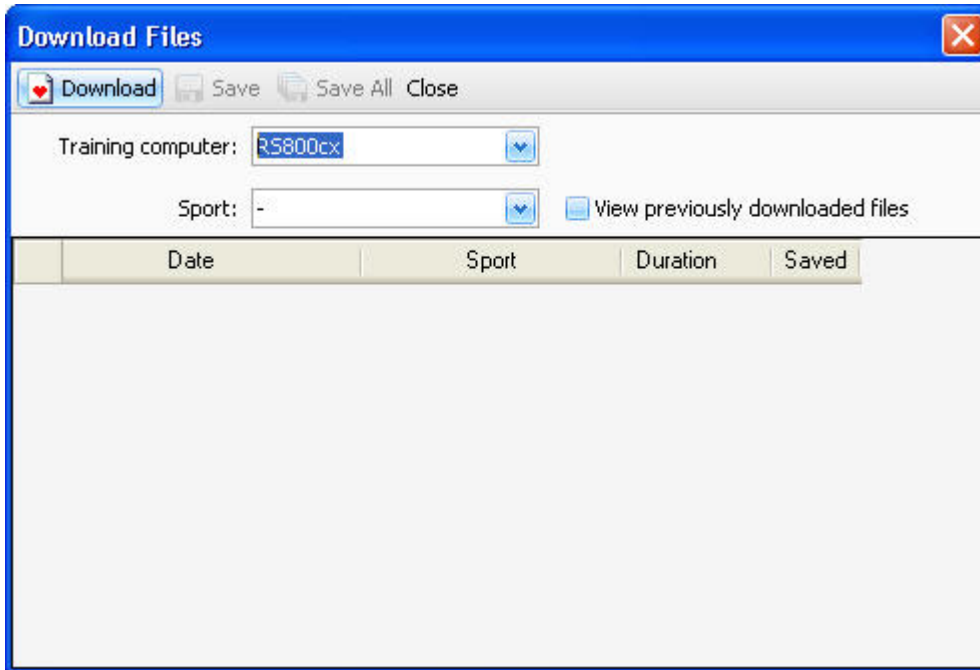 Download Files
Download Save Save All Close
Training computer: RS800cx
Sport: - View previously downloaded files
Date Sport Duration Saved